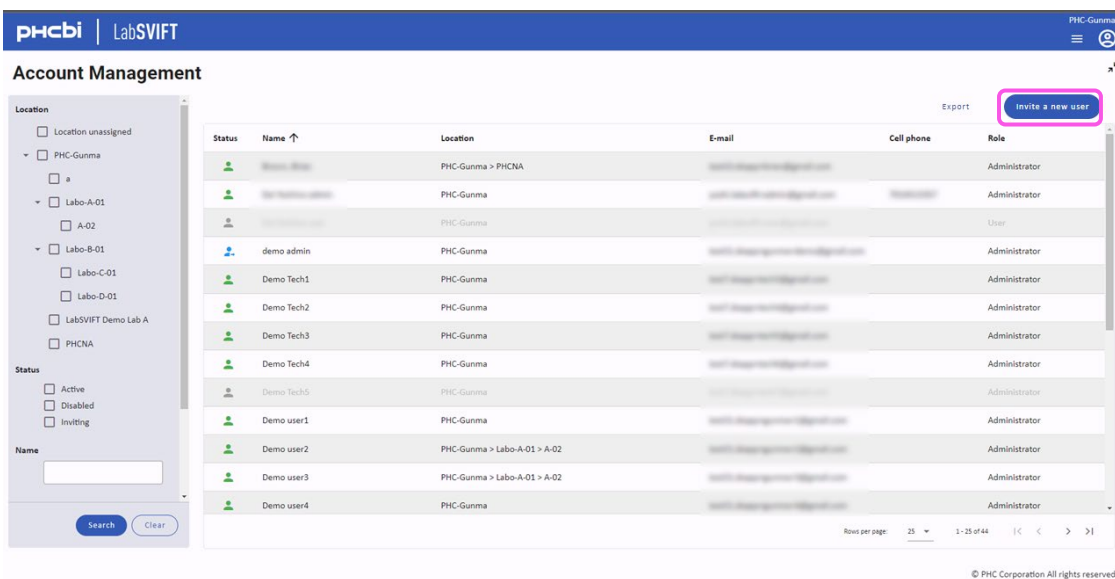 PHC-Gunma
PHCbi | LabSVIFT
Account Management
Export
Invite a new user
Location
Location unassigned
PHC-Gunma
a
Labo-A-01
A-02
Labo-B-01
Labo-C-01
Labo-D-01
LabSVIFT Demo Lab A
PHCNA
Status
Active
Disabled
Inviting
Name
Search Clear
Status Name ↑ Location E-mail Cell phone Role
PHC-Gunma > PHCNA Administrator
PHC-Gunma Administrator
PHC-Gunma User
demo admin PHC-Gunma Administrator
Demo Tech1 PHC-Gunma Administrator
Demo Tech2 PHC-Gunma Administrator
Demo Tech3 PHC-Gunma Administrator
Demo Tech4 PHC-Gunma Administrator
Demo Tech5 PHC-Gunma Administrator
Demo user1 PHC-Gunma Administrator
Demo user2 PHC-Gunma > Labo-A-01 > A-02 Administrator
Demo user3 PHC-Gunma > Labo-A-01 > A-02 Administrator
Demo user4 PHC-Gunma Administrator
Rows per page: 25 1 - 25 of 44
© PHC Corporation All rights reserved